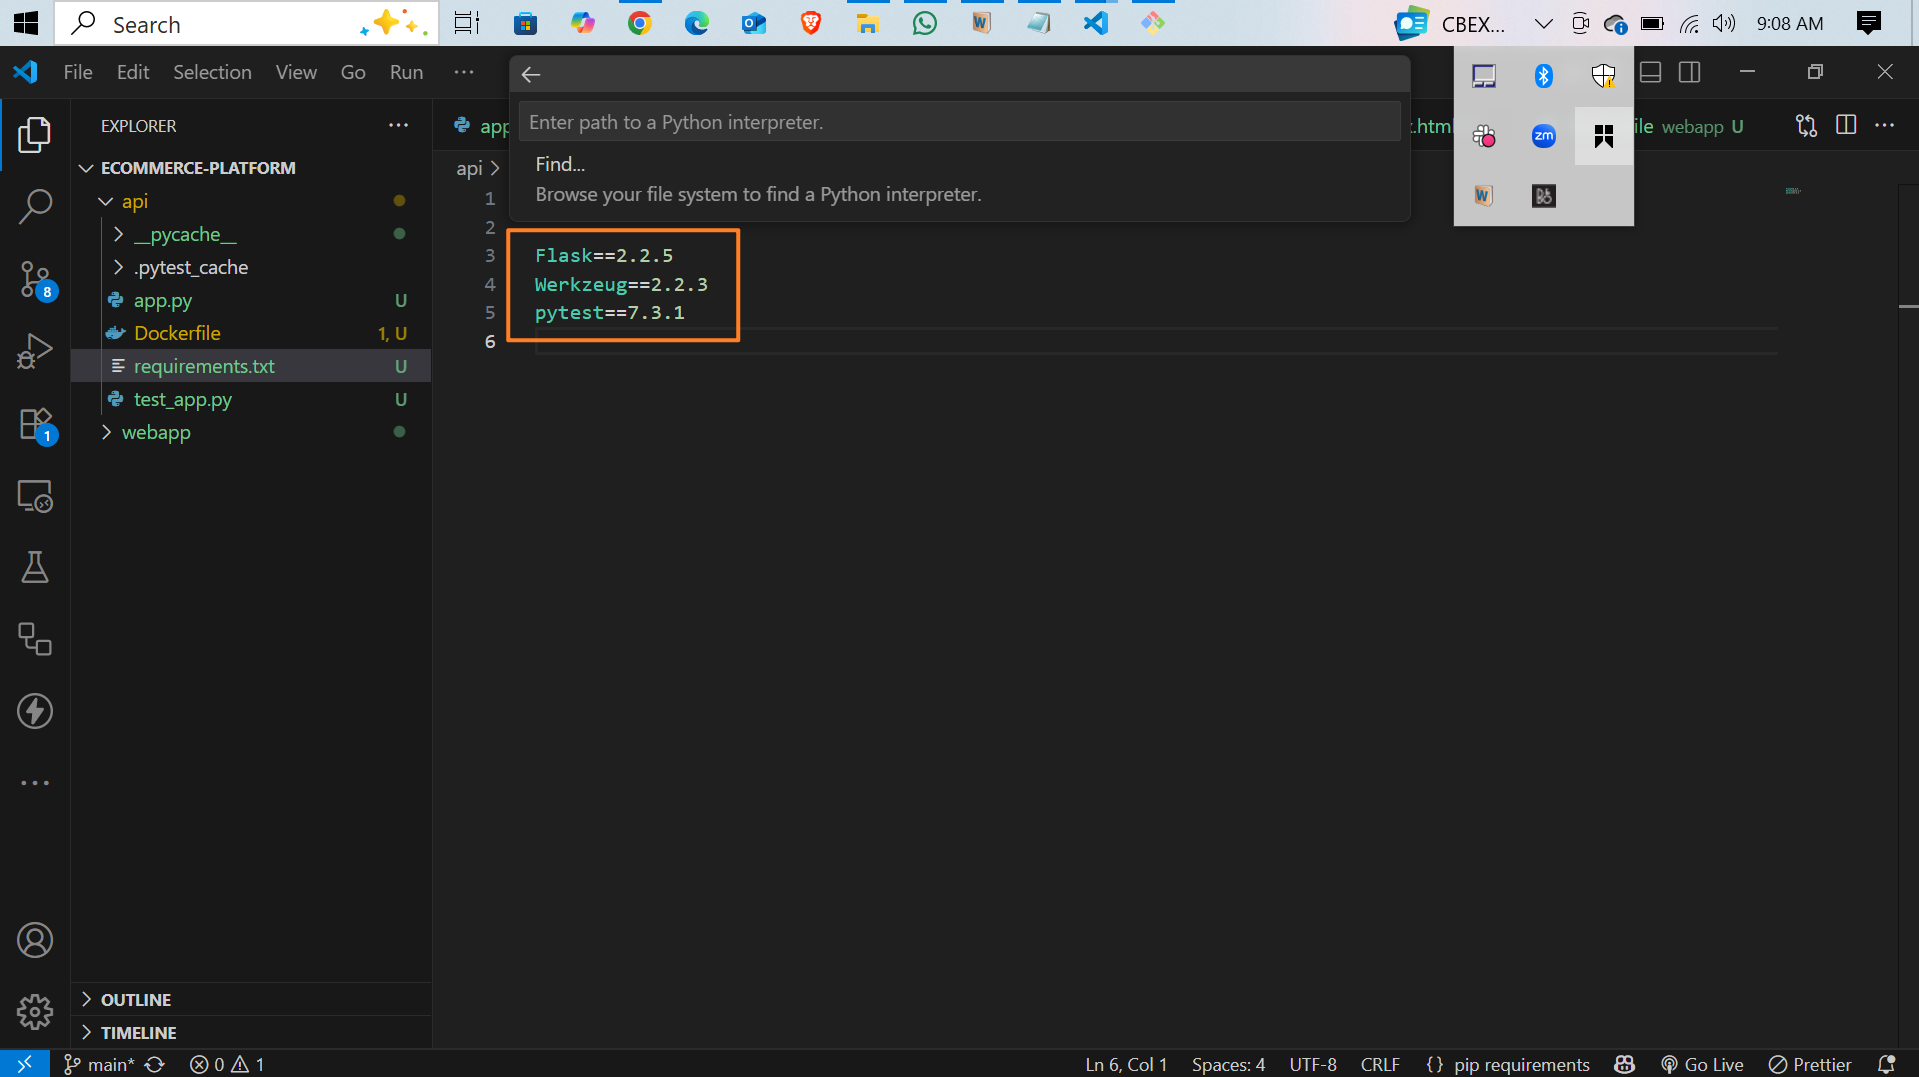 Search
CBEX...
9:08 AM
File Edit Selection View Go Run ...
Enter path to a Python interpreter.
Find...
Browse your file system to find a Python interpreter.
EXPLORER
ECOMMERCE-PLATFORM
api
__pycache__
.pytest_cache
app.py U
Dockerfile 1, U
requirements.txt U
test_app.py U
webapp
OUTLINE
TIMELINE
app
.html
ile webapp U
zm
api >
1
2
3 Flask==2.2.5
4 Werkzeug==2.2.3
5 pytest==7.3.1
6
8
1
main* 0 1
Ln 6, Col 1 Spaces: 4 UTF-8 CRLF {} pip requirements Go Live Prettier